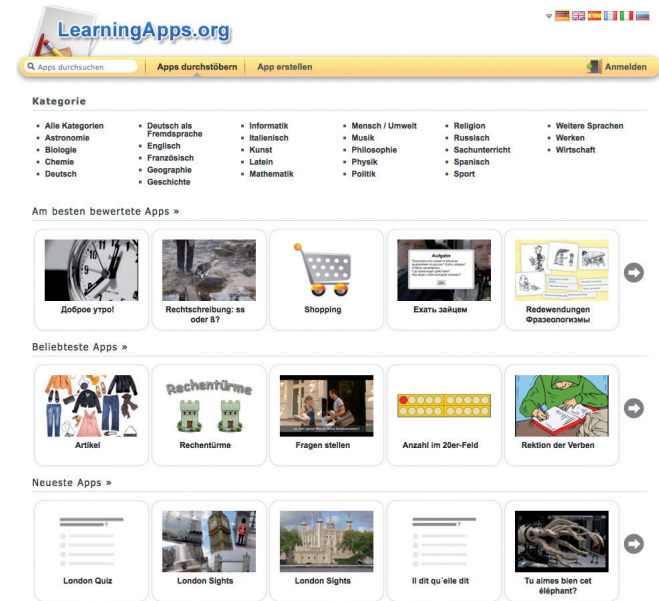 LearningApps.org
Apps durchsuchen
Apps durchstöbern
App erstellen
Anmelden
Kategorie
Alle Kategorien
Astronomie
Biologie
Chemie
Deutsch
Deutsch als
Fremdsprache
Englisch
Französisch
Geographie
Geschichte
Informatik
Italienisch
Kunst
Latein
Mathematik
Mensch / Umwelt
Musik
Philosophie
Physik
Politik
Religion
Russisch
Sachunterricht
Spanisch
Sport
Weitere Sprachen
Werken
Wirtschaft
Am besten bewertete Apps »
Aufgabe
OK
Доброе утро!
Rechtschreibung: ss
oder ß?
Shopping
Ехать зайцем
Redewendungen
Фразеологизмы
Beliebteste Apps »
Rechentürme
Artikel
Rechentürme
Fragen stellen
Anzahl im 20er-Feld
Rektion der Verben
Neueste Apps »
?
?
London Quiz
London Sights
London Sights
Il dit qu´elle dit
Tu aimes bien cet
éléphant?